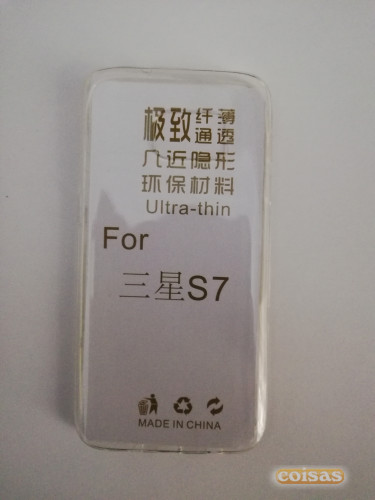 极致纤薄
通透
几近隐形
环保材料
Ultra-thin
For
三星S7
MADE IN CHINA
coisas